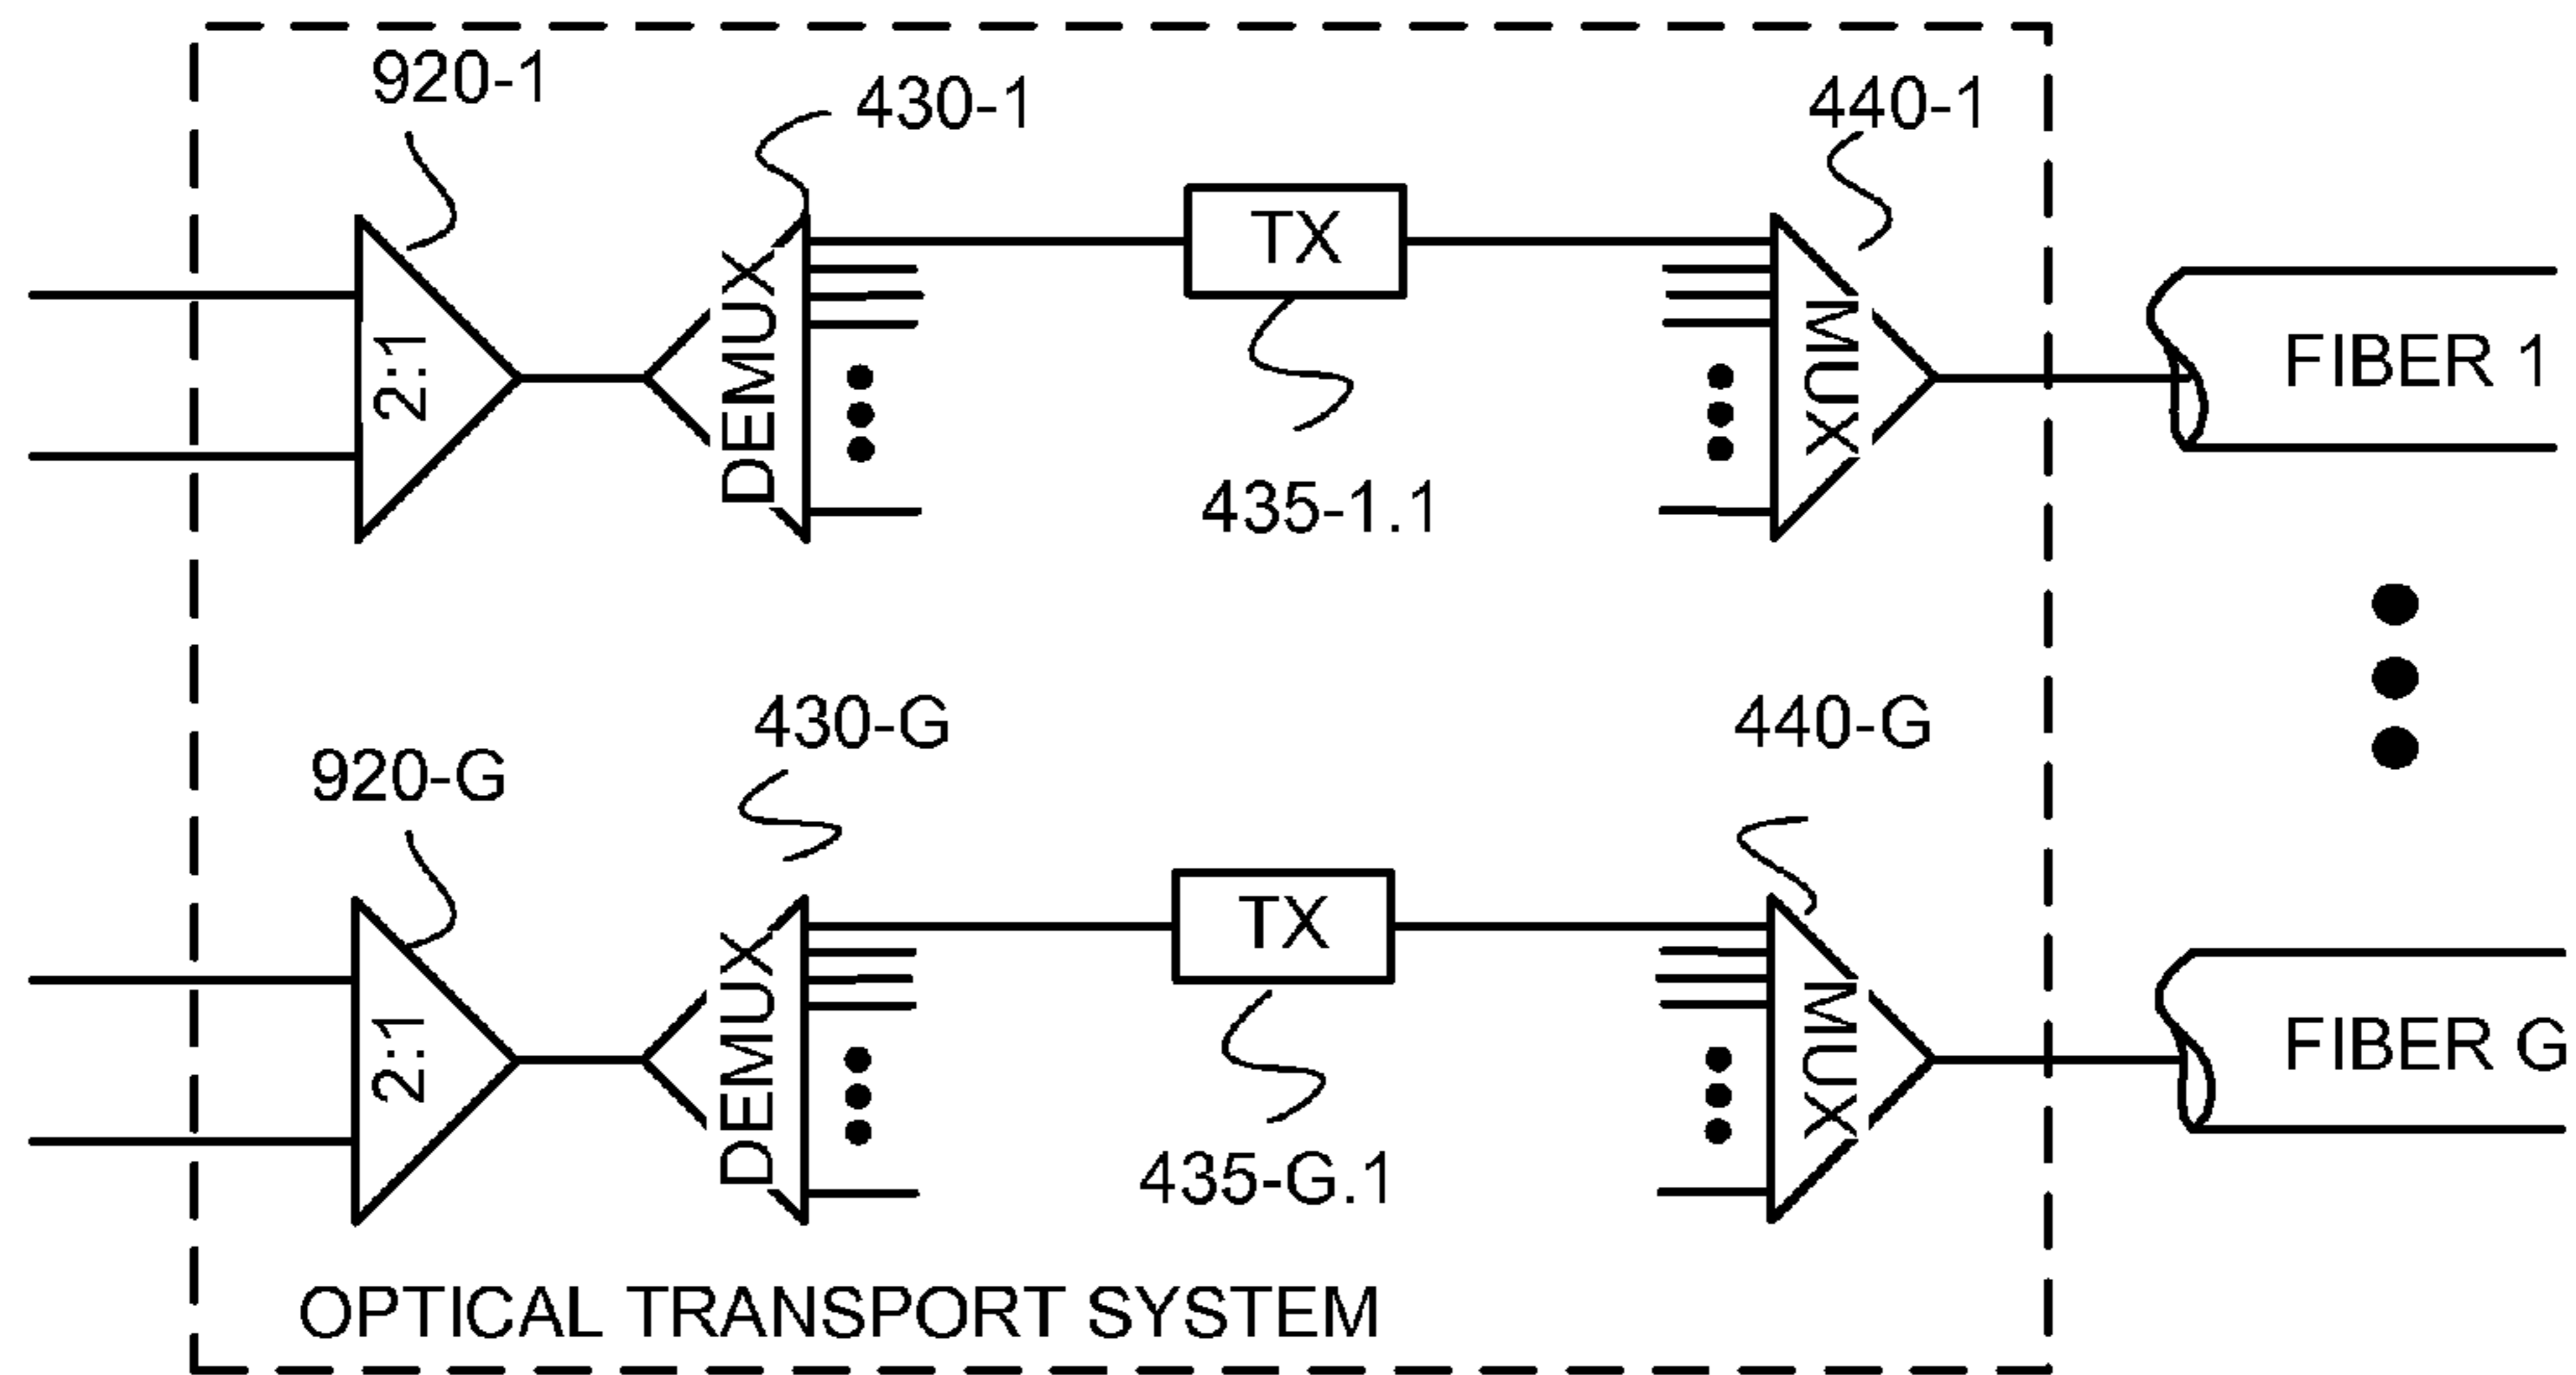 920-1
430-1
440-1
TX
2:1
DEMUX
MUX
FIBER 1
435-1.1
920-G
430-G
440-G
TX
2:1
DEMUX
MUX
FIBER G
435-G.1
OPTICAL TRANSPORT SYSTEM